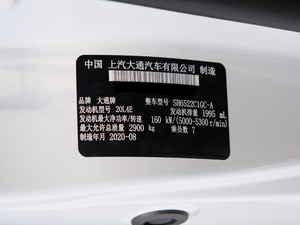 中国 上汽大通汽车有限公司 制造
品牌 大通牌 整车型号 SH6522C1GC-A
发动机型号 20L4E 发动机排量 1995 mL
发动机最大净功率/转速 160 kW/(5000-5300 r/min)
最大允许总质量 2900 kg 乘员数 7
制造年月 2020-08